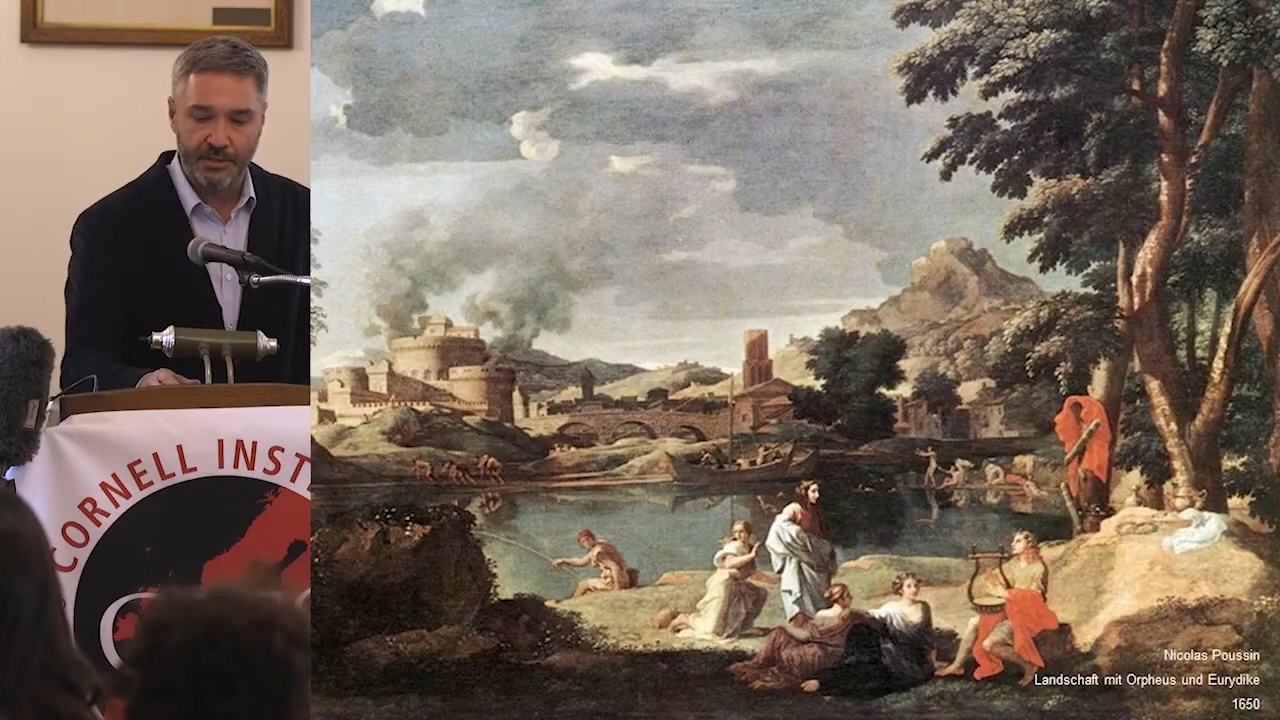 CORNELL INST
Nicolas Poussin
Landschaft mit Orpheus und Eurydike
1650